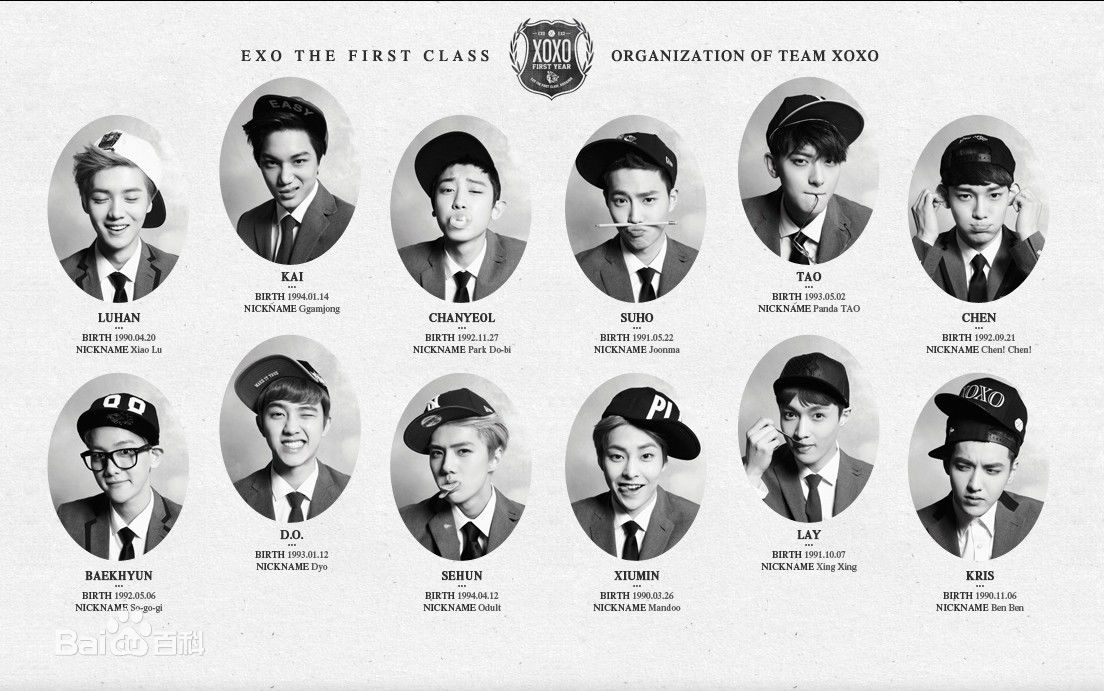 EXO THE FIRST CLASS
EXO EXO
XOXO
FIRST YEAR
ORGANIZATION OF TEAM XOXO
EASY
LUHAN
BIRTH 1990.04.20
NICKNAME Xiao Lu
KAI
BIRTH 1994.01.14
NICKNAME Ggamjong
CHANYEOL
BIRTH 1992.11.27
NICKNAME Park Do-bi
SUHO
BIRTH 1991.05.22
NICKNAME Joonma
TAO
BIRTH 1993.05.02
NICKNAME Panda TAO
CHEN
BIRTH 1992.09.21
NICKNAME Chen! Chen!
88
PI
XOXO
BAEKHYUN
BIRTH 1992.05.06
NICKNAME So-go-gi
D.O.
BIRTH 1993.01.12
NICKNAME Dyo
SEHUN
BIRTH 1994.04.12
NICKNAME Odult
XIUMIN
BIRTH 1990.03.26
NICKNAME Mandoo
LAY
BIRTH 1991.10.07
NICKNAME Xing Xing
KRIS
BIRTH 1990.11.06
NICKNAME Ben Ben
Bai du 百科